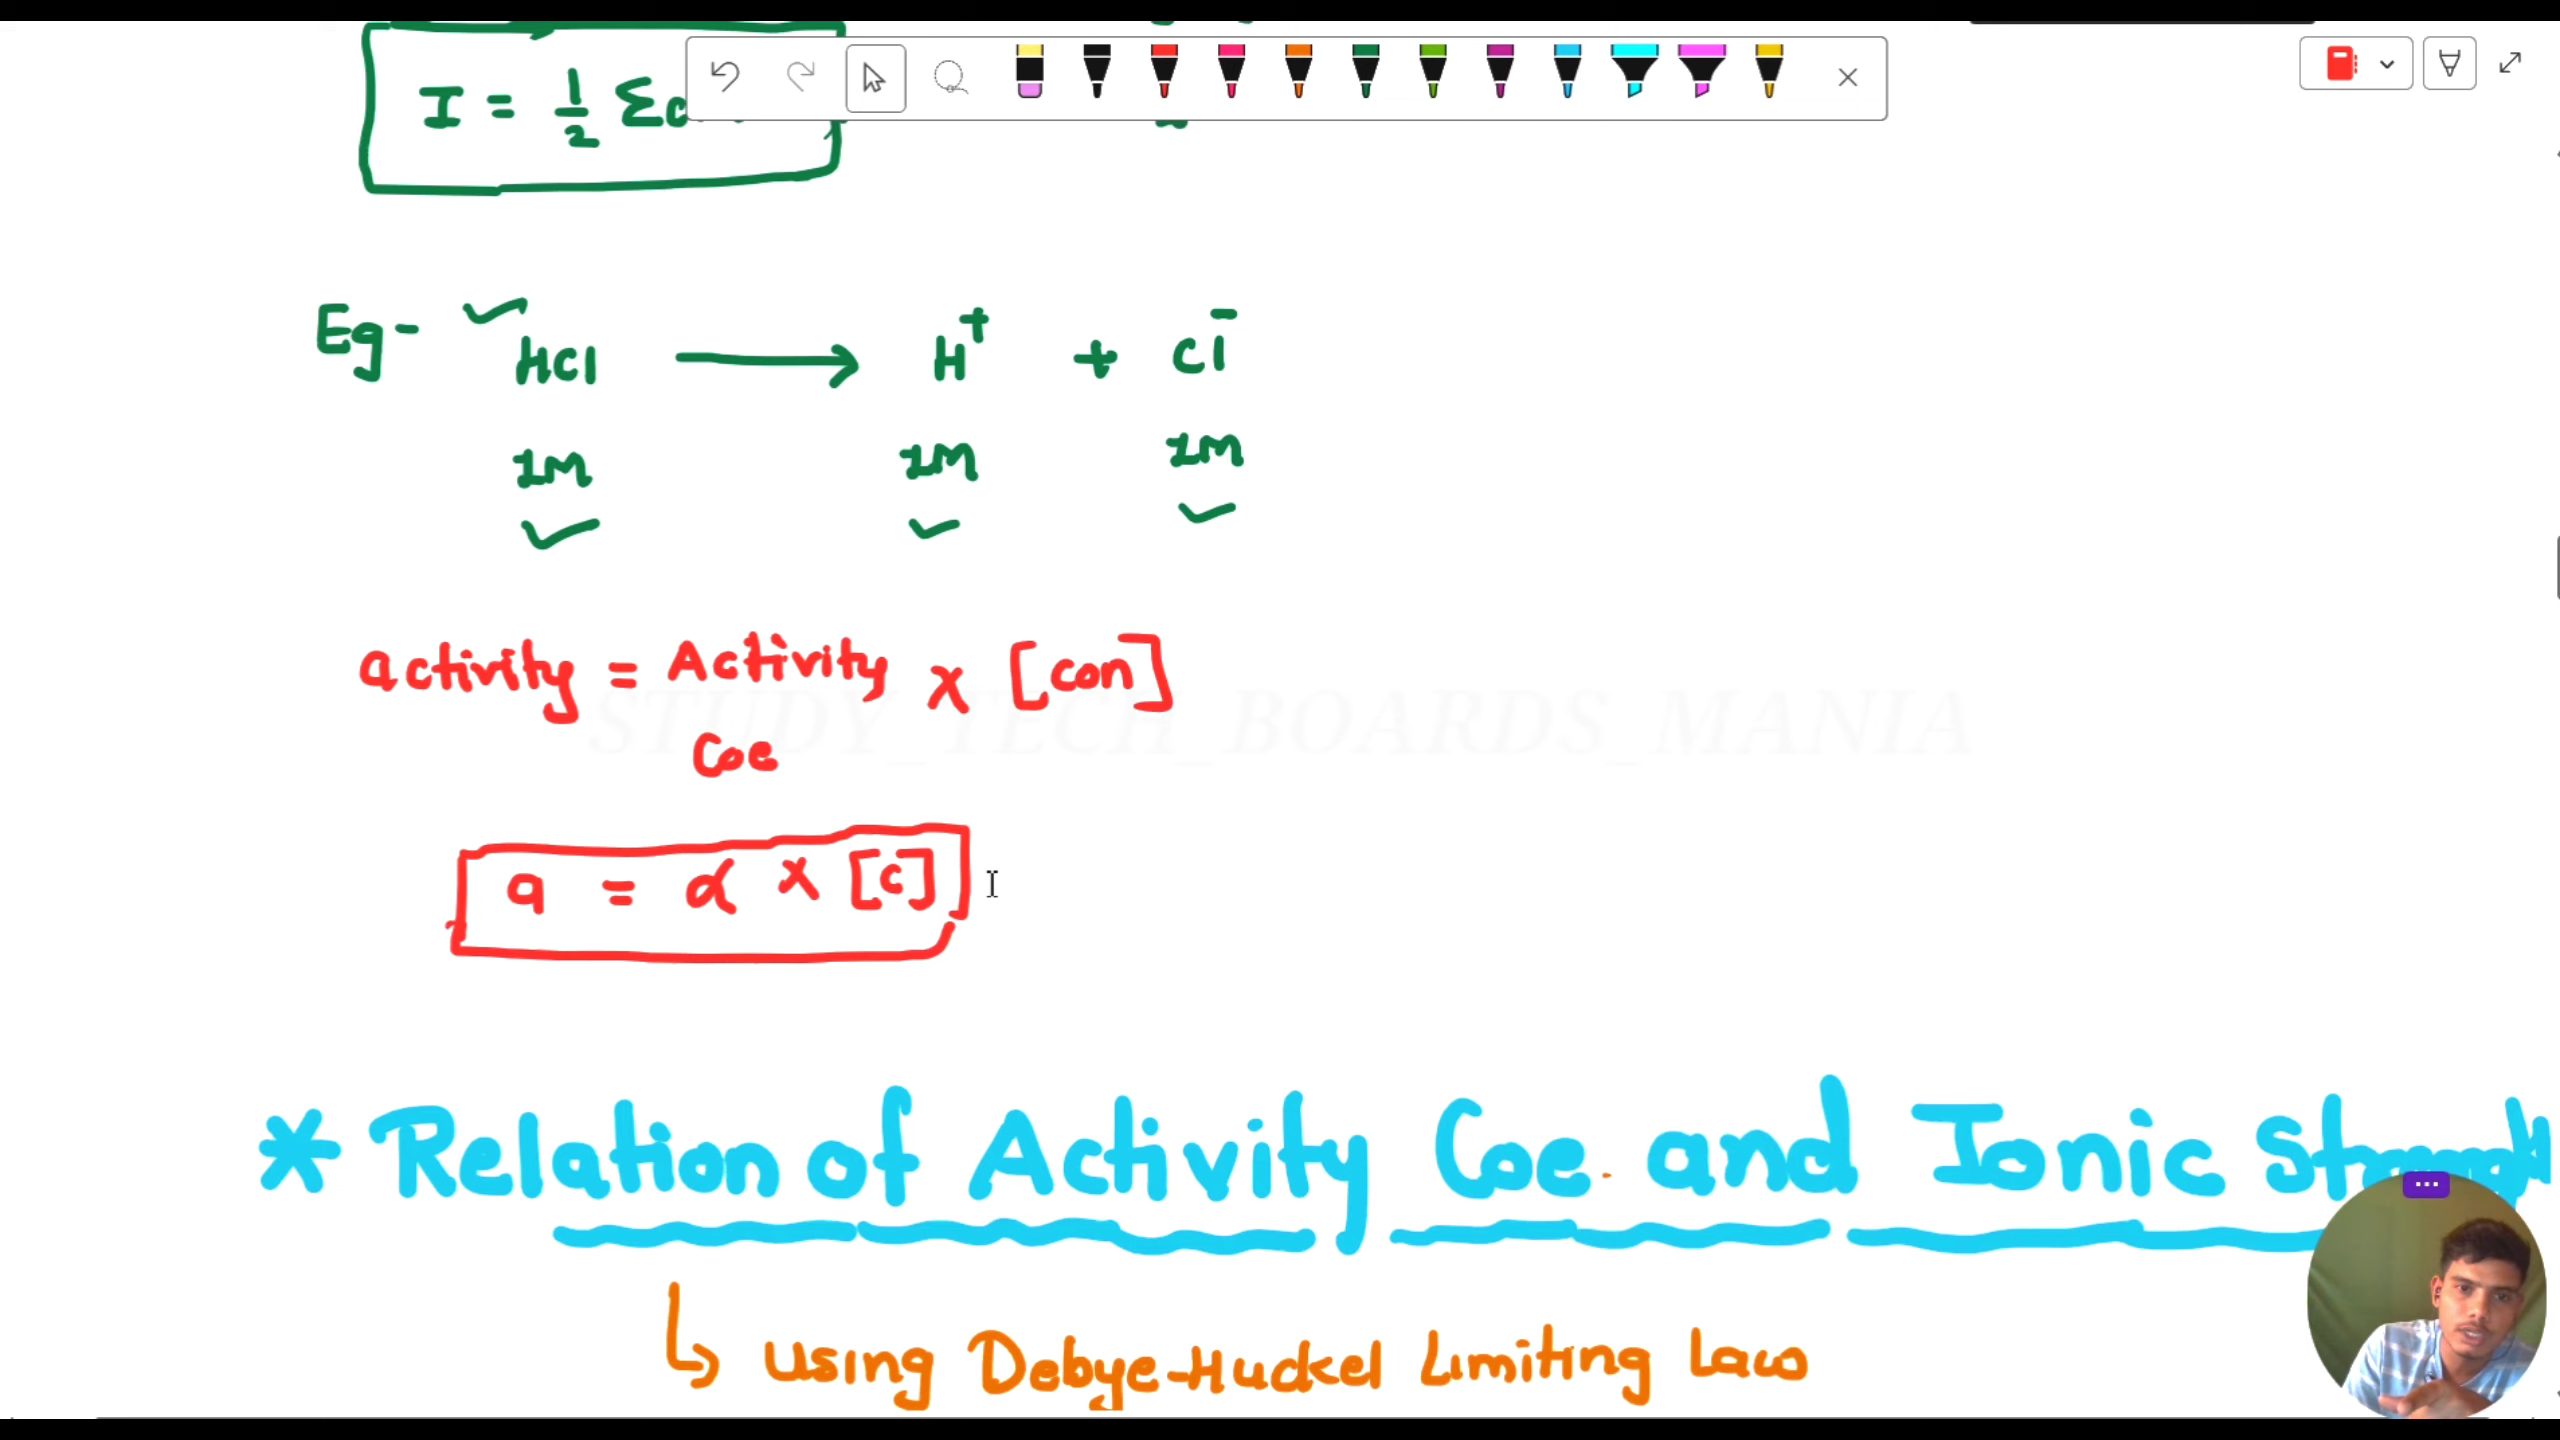 I = 1/2 Σc
Eg- HCl ⟶ H⁺ + Cl⁻
1M 1M 1M
activity = Activity x [con]
Coe
a = α x [c]
STUDY_TECH_BOARDS_MANIA
* Relation of Activity Coe. and Ionic
↳ using Debye-Huckel Limiting Law